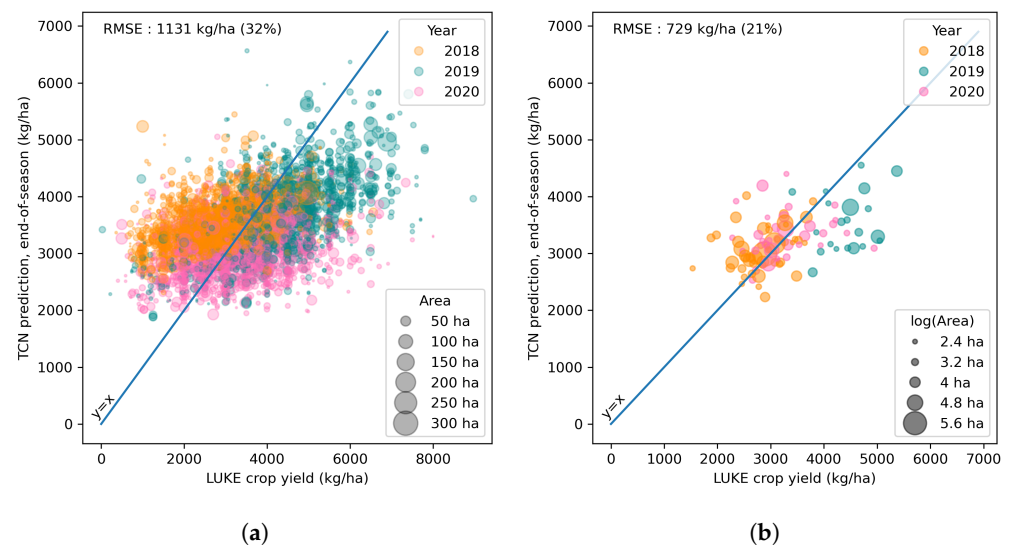 RMSE : 1131 kg/ha (32%)
Year
2018
2019
2020
7000
6000
5000
4000
3000
2000
1000
0
TCN prediction, end-of-season (kg/ha)
y=x
Area
50 ha
100 ha
150 ha
200 ha
250 ha
300 ha
0 2000 4000 6000 8000
LUKE crop yield (kg/ha)
(a)
RMSE : 729 kg/ha (21%)
Year
2018
2019
2020
7000
6000
5000
4000
3000
2000
1000
0
TCN prediction, end-of-season (kg/ha)
y=x
log(Area)
2.4 ha
3.2 ha
4 ha
4.8 ha
5.6 ha
0 1000 2000 3000 4000 5000 6000 7000
LUKE crop yield (kg/ha)
(b)